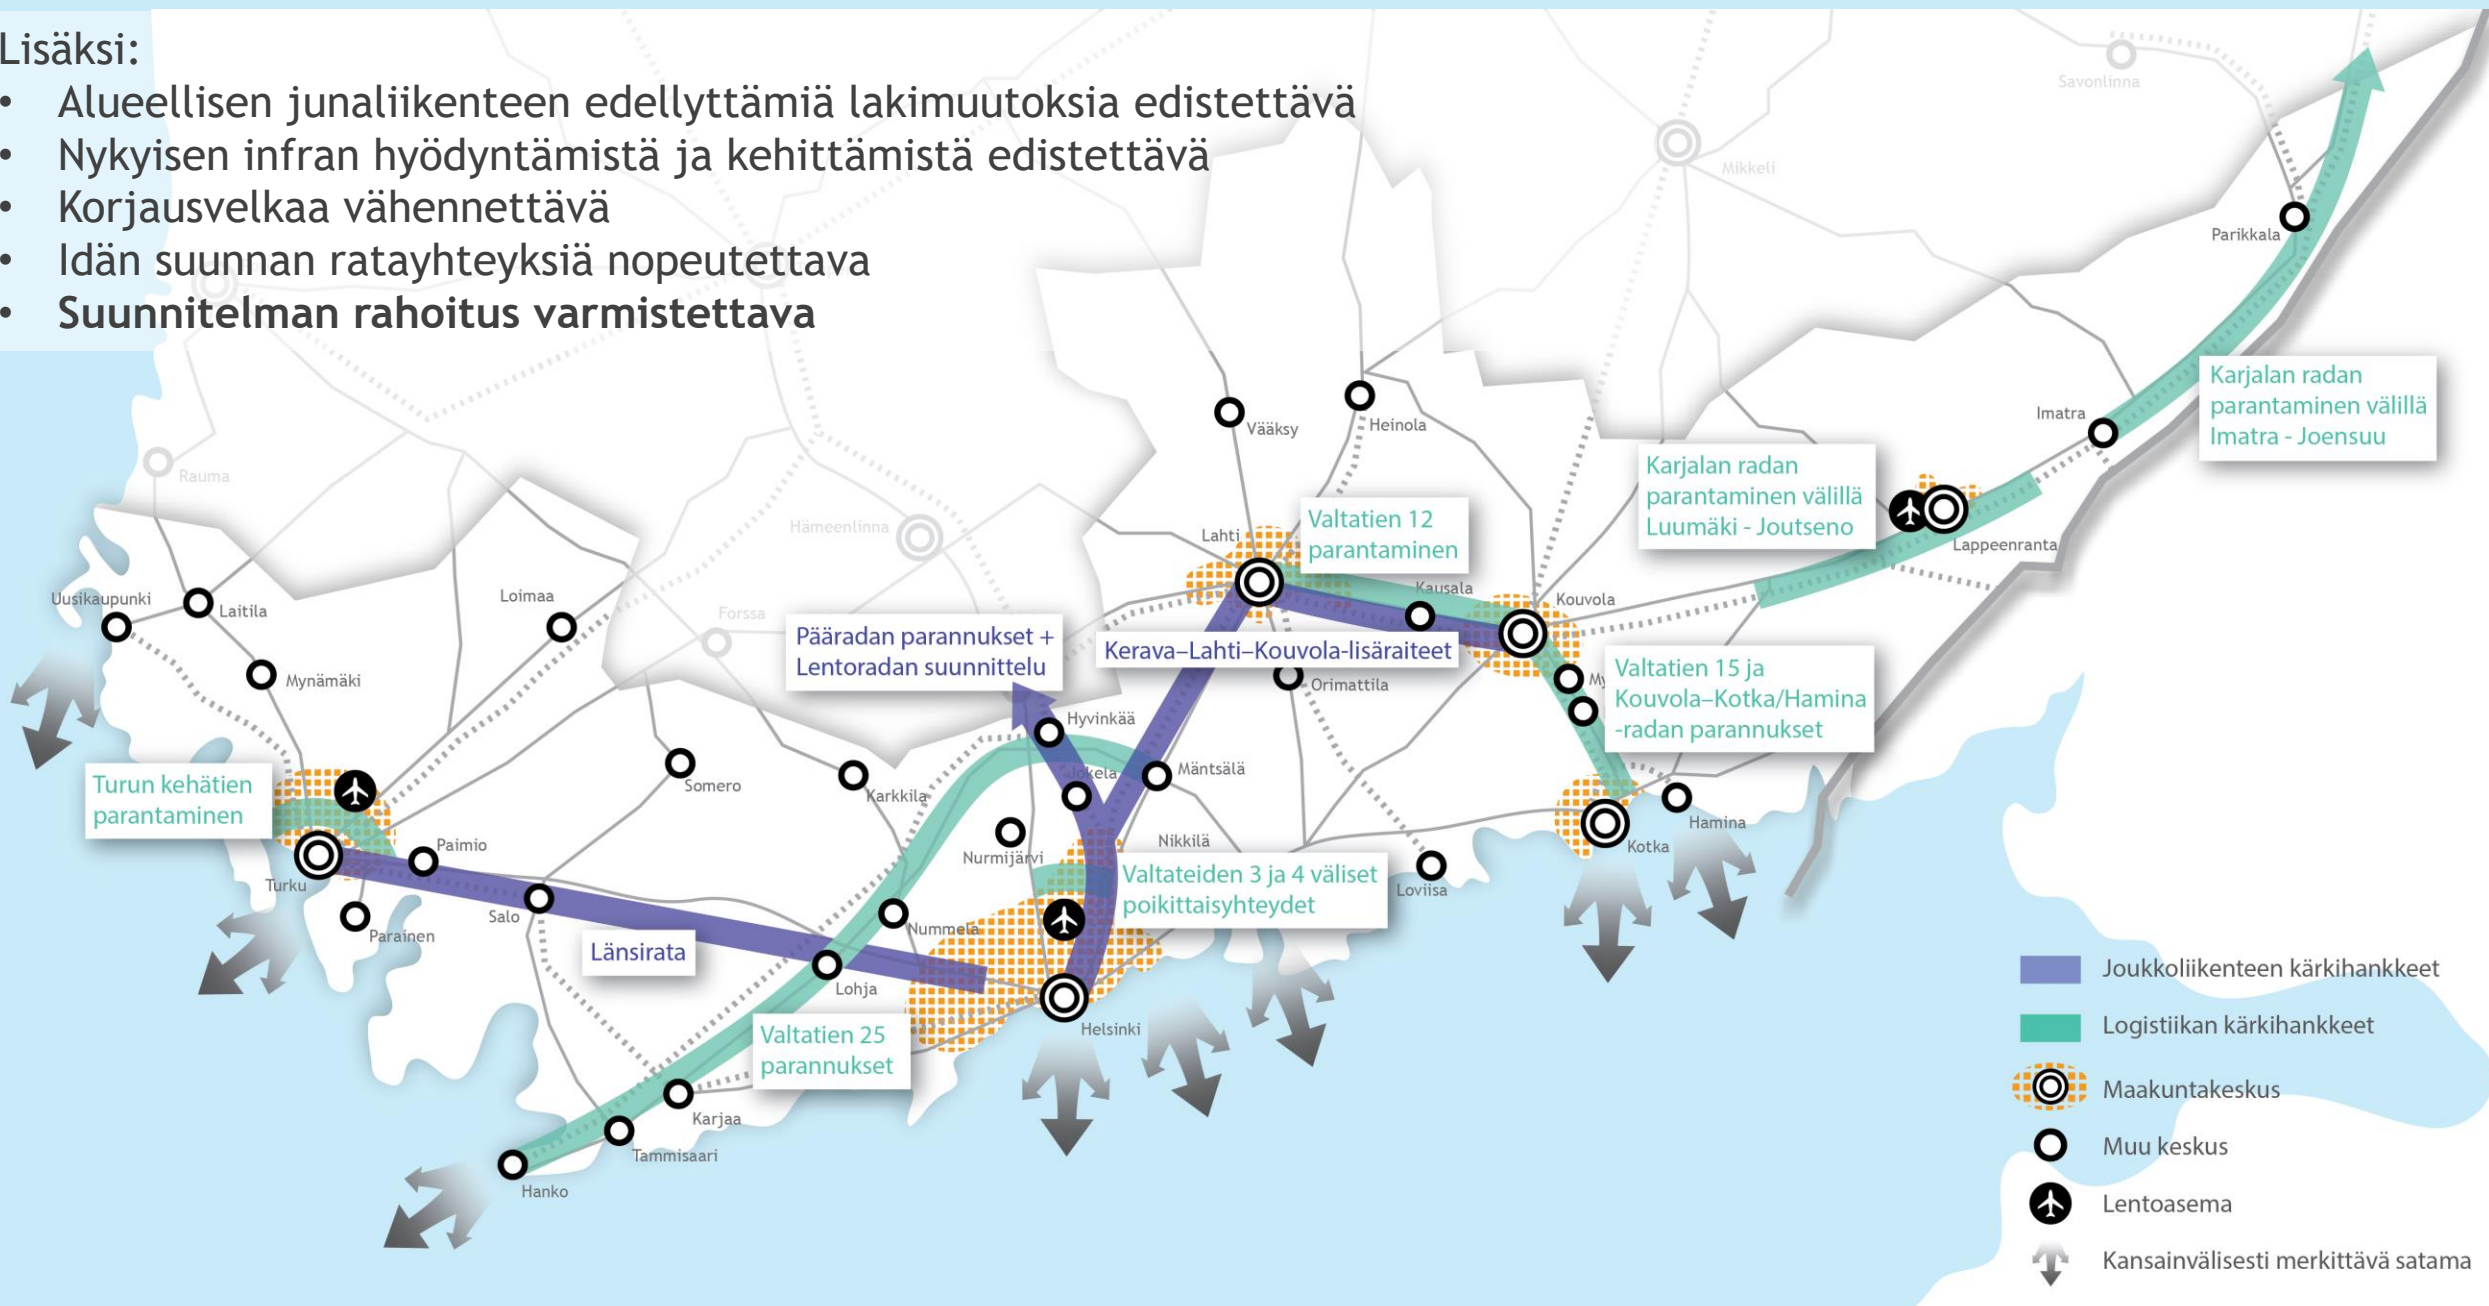 Lisäksi:
• Alueellisen junaliikenteen edellyttämiä lakimuutoksia edistettävä
• Nykyisen infran hyödyntämistä ja kehittämistä edistettävä
• Korjausvelkaa vähennettävä
• Idän suunnan ratayhteyksiä nopeutettava
• Suunnitelman rahoitus varmistettava
Savonlinna
Mikkeli
Parikkala
Karjalan radan
parantaminen välillä
Imatra - Joensuu
Imatra
Vääksy
Heinola
Rauma
Karjalan radan
parantaminen välillä
Luumäki - Joutseno
Lappeenranta
Hämeenlinna
Lahti
Valtatien 12
parantaminen
Kausala
Kouvola
Uusikaupunki
Laitila
Loimaa
Forssa
Pääradan parannukset +
Lentoradan suunnittelu
Kerava–Lahti–Kouvola-lisäraiteet
Orimattila
My
Valtatien 15 ja
Kouvola–Kotka/Hamina
-radan parannukset
Mynämäki
Hyvinkää
Somero
Karkkila
Jokela
Mäntsälä
Turun kehätien
parantaminen
Hamina
Kotka
Paimio
Nurmijärvi
Nikkilä
Turku
Valtateiden 3 ja 4 väliset
poikittaisyhteydet
Loviisa
Salo
Parainen
Nummela
Länsirata
Lohja
Helsinki
Valtatien 25
parannukset
Karjaa
Tammisaari
Hanko
Joukkoliikenteen kärkihankkeet
Logistiikan kärkihankkeet
Maakuntakeskus
Muu keskus
Lentoasema
Kansainvälisesti merkittävä satama